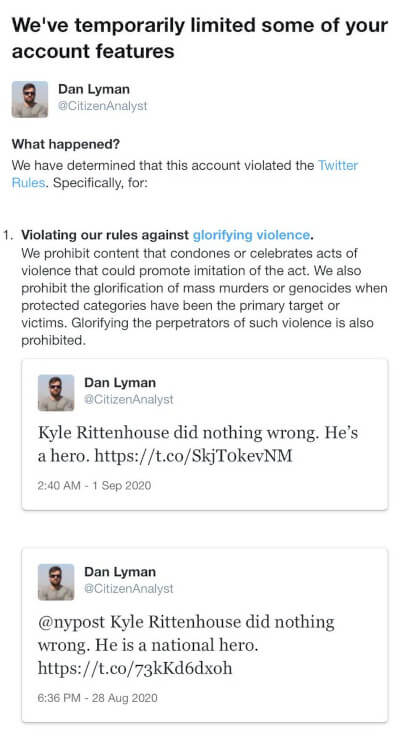 We've temporarily limited some of your
account features
Dan Lyman
@CitizenAnalyst
What happened?
We have determined that this account violated the Twitter
Rules. Specifically, for:
1. Violating our rules against glorifying violence.
We prohibit content that condones or celebrates acts of
violence that could promote imitation of the act. We also
prohibit the glorification of mass murders or genocides when
protected categories have been the primary target or
victims. Glorifying the perpetrators of such violence is also
prohibited.
Dan Lyman
@CitizenAnalyst
Kyle Rittenhouse did nothing wrong. He's
a hero. https://t.co/SkjTokevNM
2:40 AM - 1 Sep 2020
Dan Lyman
@CitizenAnalyst
@nypost Kyle Rittenhouse did nothing
wrong. He is a national hero.
https://t.co/73kKd6dxoh
6:36 PM - 28 Aug 2020